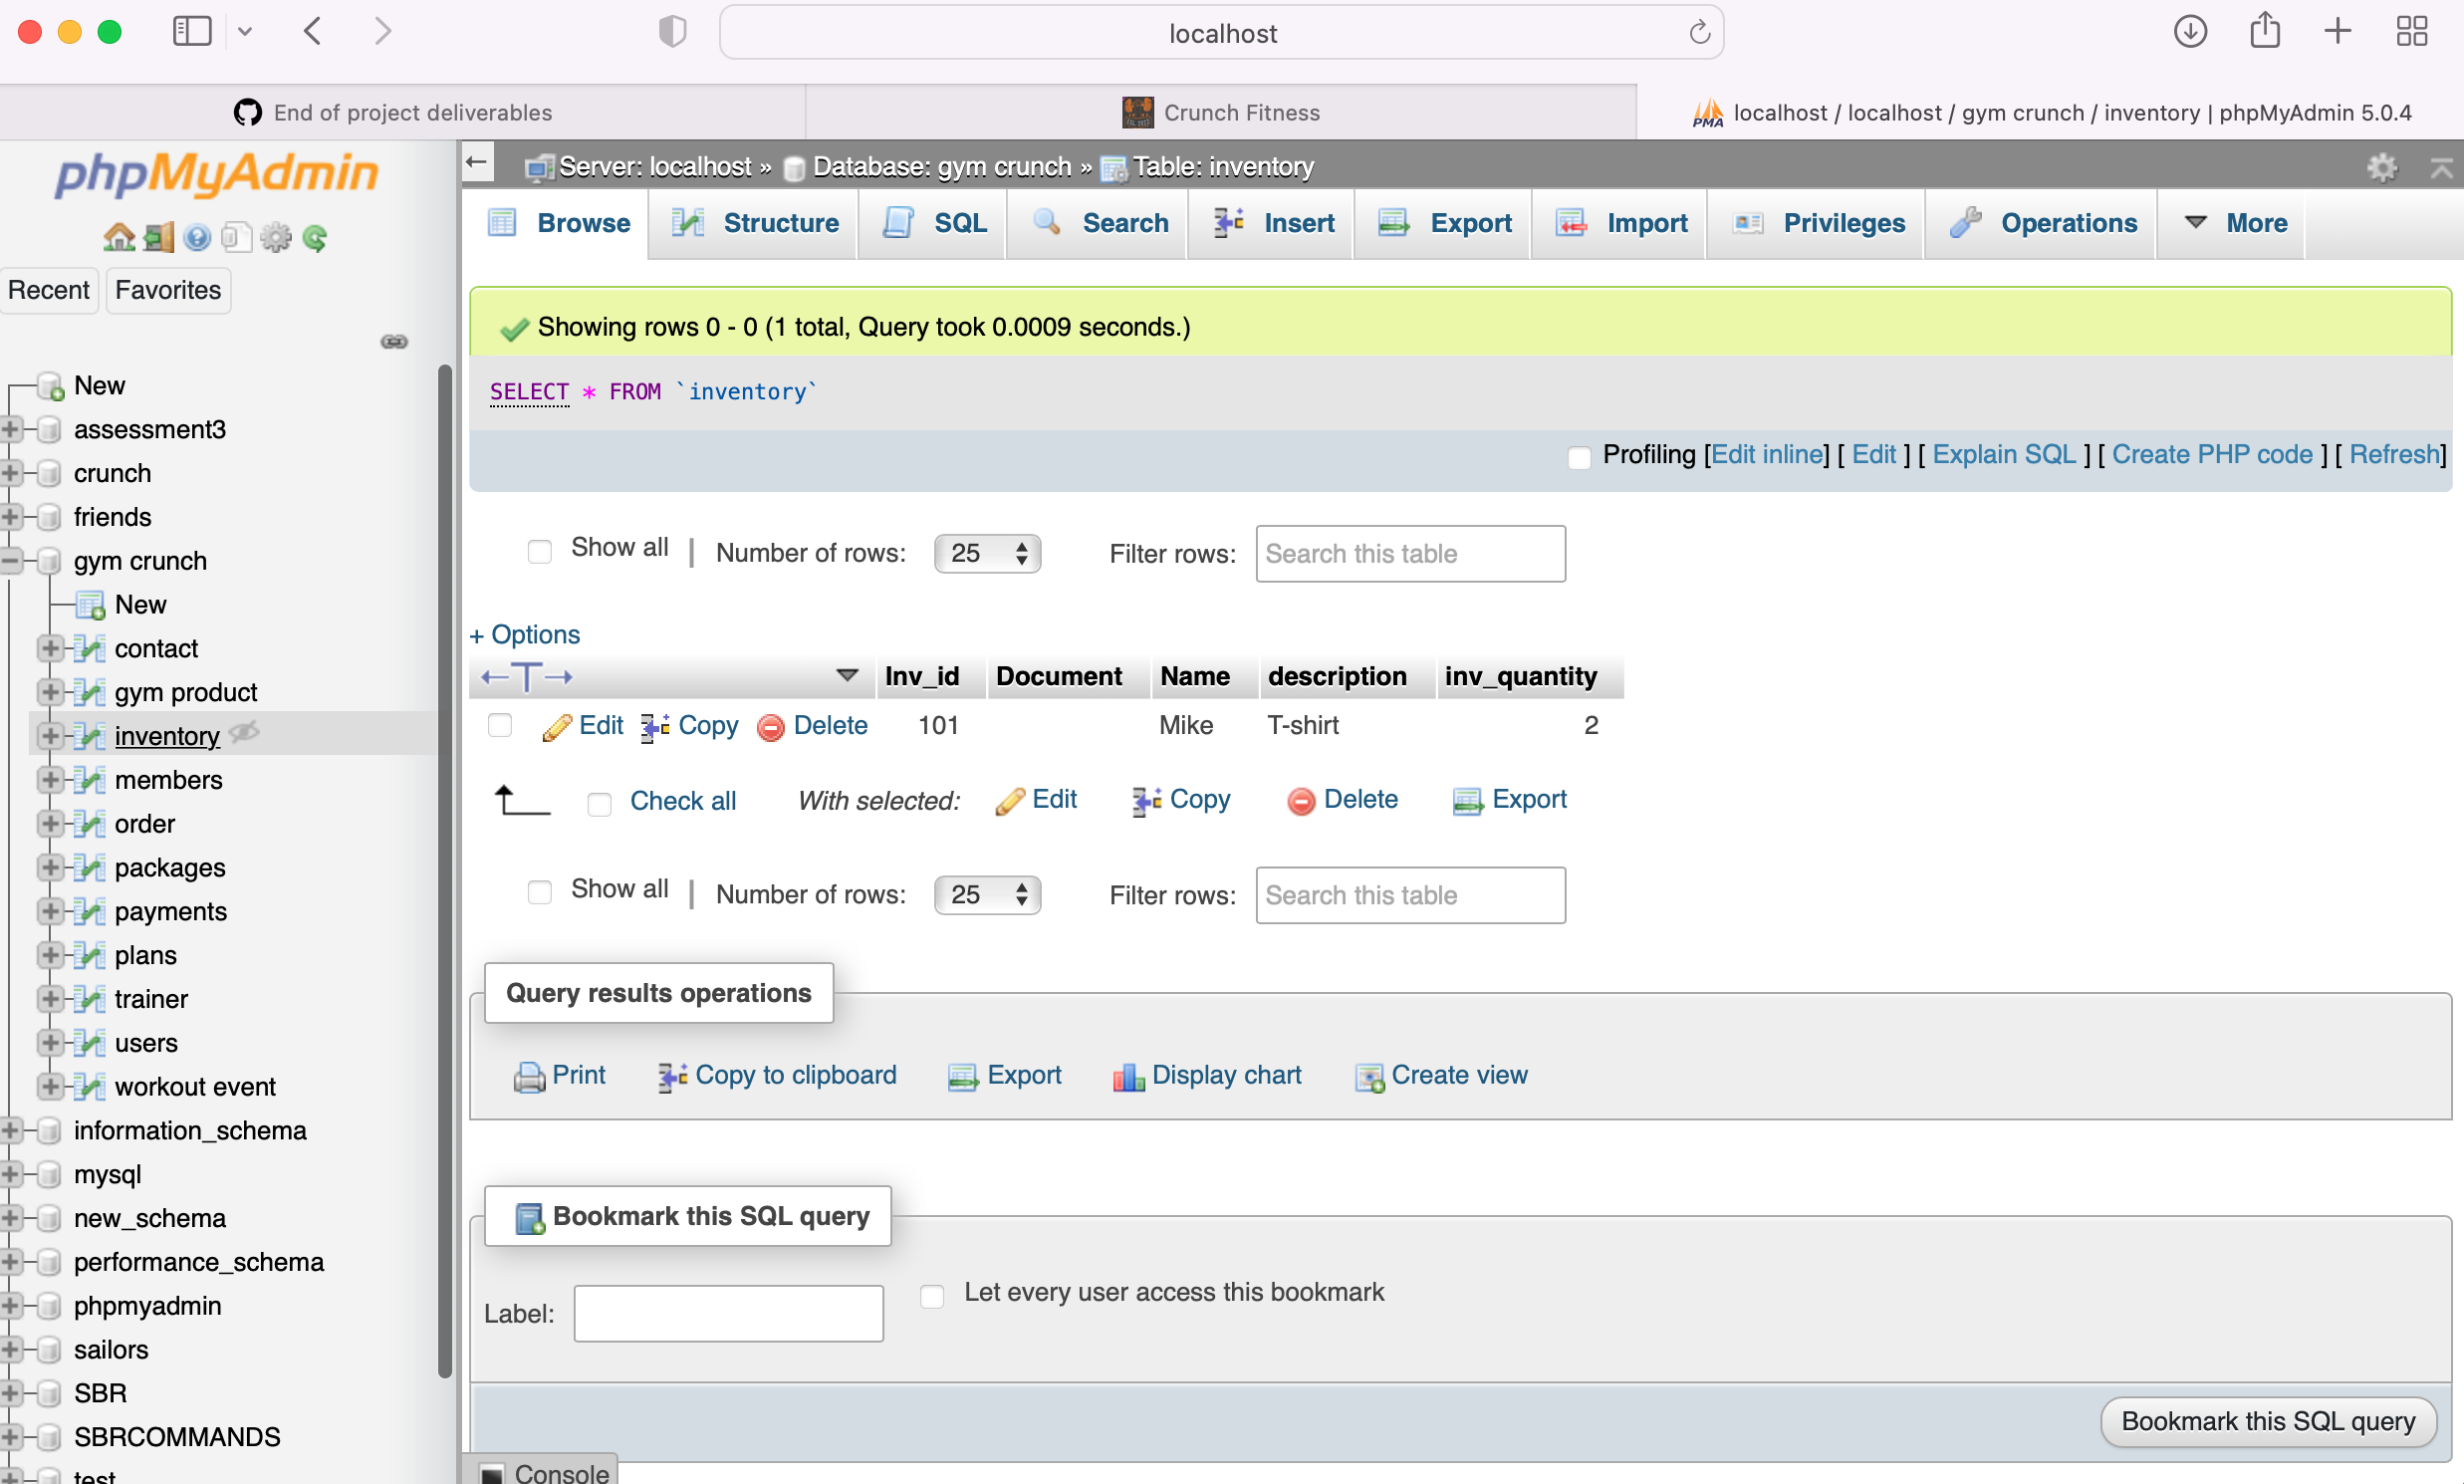 localhost
End of project deliverables
Crunch Fitness
PMA localhost / localhost / gym crunch / inventory | phpMyAdmin 5.0.4
phpMyAdmin
Recent Favorites
New
assessment3
crunch
friends
gym crunch
New
contact
gym product
inventory
members
order
packages
payments
plans
trainer
users
workout event
information_schema
mysql
new_schema
performance_schema
phpmyadmin
sailors
SBR
SBRCOMMANDS
test
Server: localhost » Database: gym crunch » Table: inventory
Browse Structure SQL Search Insert Export Import Privileges Operations More
Showing rows 0 - 0 (1 total, Query took 0.0009 seconds.)
SELECT * FROM `inventory`
Profiling [Edit inline] [ Edit ] [ Explain SQL ] [ Create PHP code ] [ Refresh]
Show all | Number of rows: 25 Filter rows: Search this table
+ Options
←T→ Inv_id Document Name description inv_quantity
Edit Copy Delete 101 Mike T-shirt 2
Check all With selected: Edit Copy Delete Export
Show all | Number of rows: 25 Filter rows: Search this table
Query results operations
Print Copy to clipboard Export Display chart Create view
Bookmark this SQL query
Label: Let every user access this bookmark
Bookmark this SQL query
Console